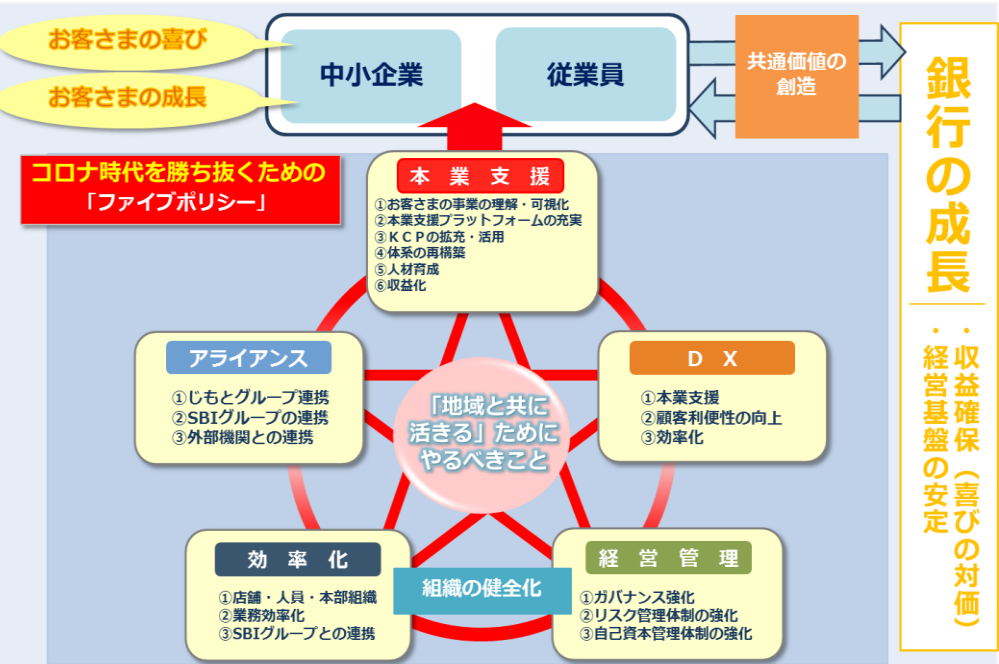 お客さまの喜び
お客さまの成長
中小企業
従業員
共通価値の
創造
銀行の成長
・収益確保（喜びの対価）
・経営基盤の安定
コロナ時代を勝ち抜くための
「ファイブポリシー」
本業支援
①お客さまの事業の理解・可視化
②本業支援プラットフォームの充実
③ＫＣＰの拡充・活用
④体系の再構築
⑤人材育成
⑥収益化
アライアンス
①じもとグループ連携
②SBIグループの連携
③外部機関との連携
ＤＸ
①本業支援
②顧客利便性の向上
③効率化
「地域と共に
活きる」ために
やるべきこと
効率化
①店舗・人員・本部組織
②業務効率化
③SBIグループとの連携
組織の健全化
経営管理
①ガバナンス強化
②リスク管理体制の強化
③自己資本管理体制の強化